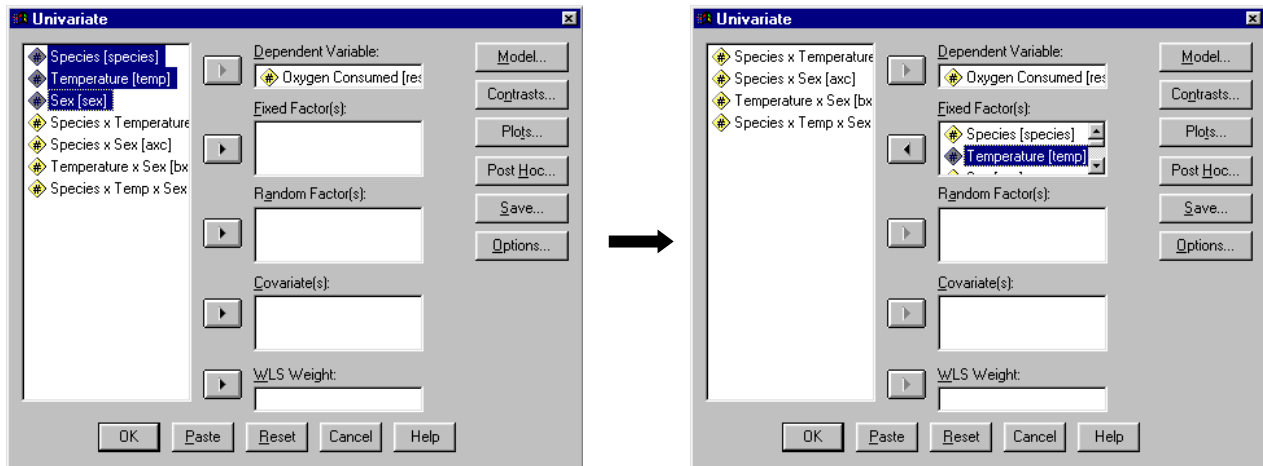 Univariate
Species [species]
Temperature [temp]
Sex [sex]
Species x Temperature
Species x Sex [axc]
Temperature x Sex [bx
Species x Temp x Sex
Dependent Variable:
Oxygen Consumed [res
Fixed Factor(s):
Random Factor(s):
Covariate(s):
WLS Weight:
Model...
Contrasts...
Plots...
Post Hoc...
Save...
Options...
OK
Paste
Reset
Cancel
Help
Univariate
Species x Temperature
Species x Sex [axc]
Temperature x Sex [bx
Species x Temp x Sex
Dependent Variable:
Oxygen Consumed [res
Fixed Factor(s):
Species [species]
Temperature [temp]
Random Factor(s):
Covariate(s):
WLS Weight:
Model...
Contrasts...
Plots...
Post Hoc...
Save...
Options...
OK
Paste
Reset
Cancel
Help